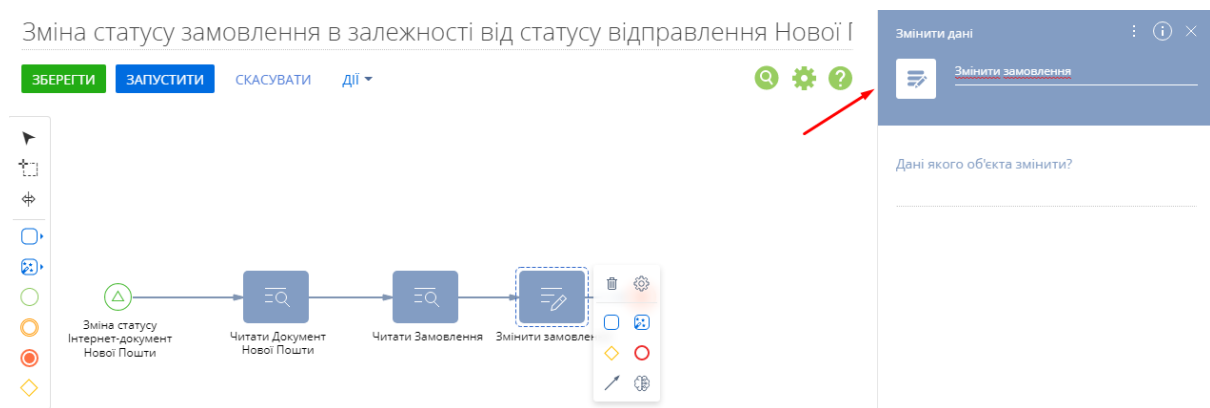 Зміна статусу замовлення в залежності від статусу відправлення Нової
ЗБЕРЕГТИ ЗАПУСТИТИ СКАСУВАТИ ДІЇ
Змінити дані
Змінити замовлення
Дані якого об'єкта змінити?
Зміна статусу
Інтернет-документ
Нової Пошти
Читати Документ
Нової Пошти
Читати Замовлення
Змінити замовлен